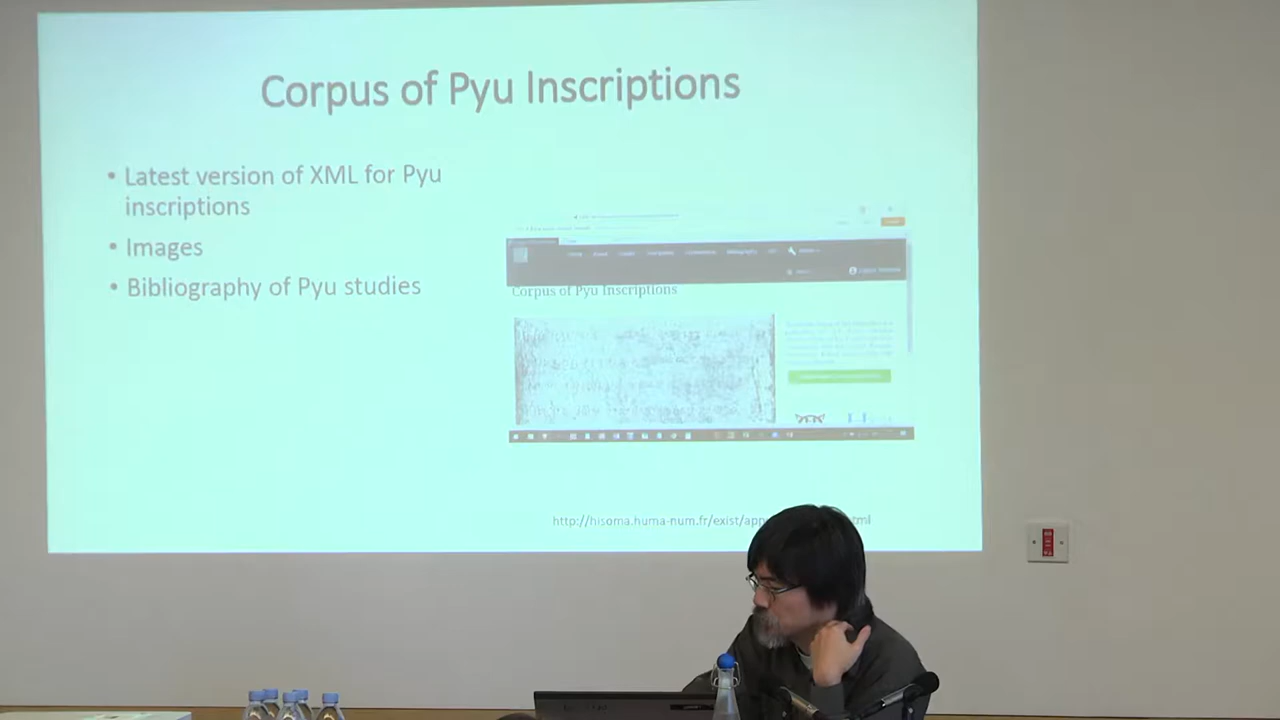 Corpus of Pyu Inscriptions
• Latest version of XML for Pyu
inscriptions
• Images
• Bibliography of Pyu studies
Corpus of Pyu Inscriptions
http://hisoma.huma-num.fr/exist/app